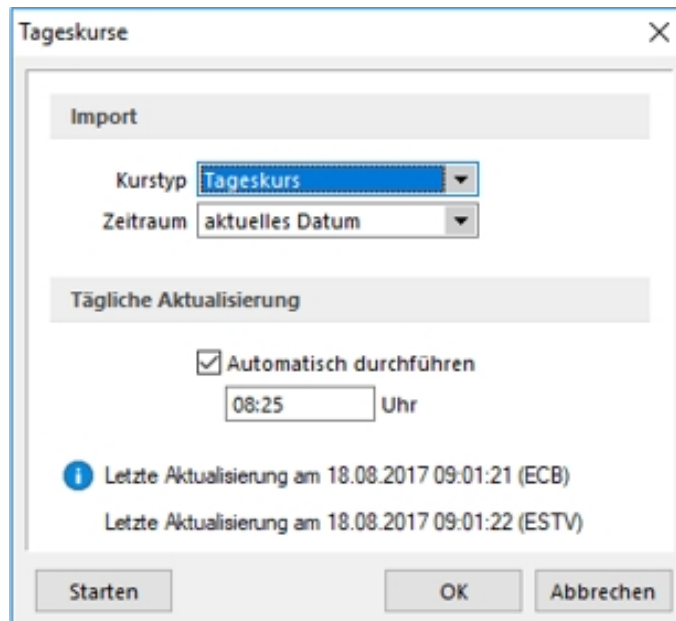 Tageskurse
Import
Kurstyp Tageskurs
Zeitraum aktuelles Datum
Tägliche Aktualisierung
Automatisch durchführen
08:25 Uhr
Letzte Aktualisierung am 18.08.2017 09:01:21 (ECB)
Letzte Aktualisierung am 18.08.2017 09:01:22 (ESTV)
Starten OK Abbrechen